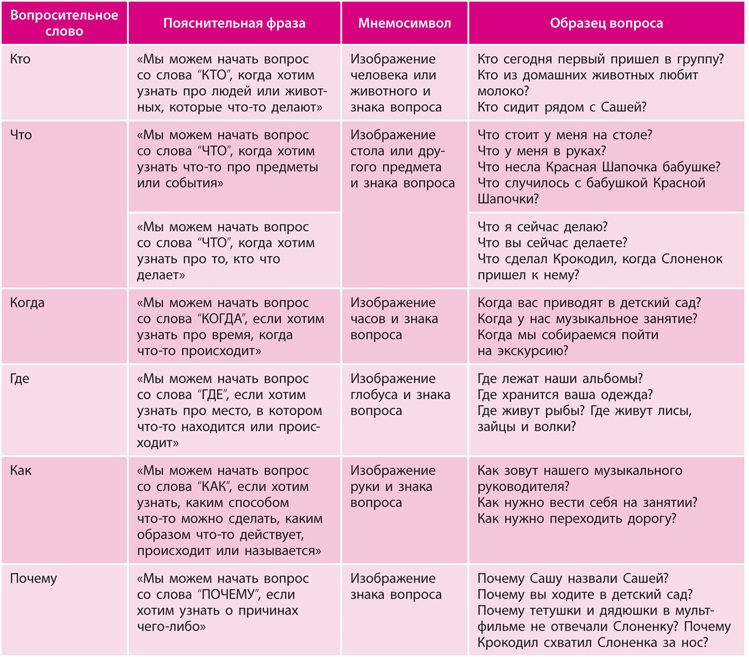 Вопросительное слово
Пояснительная фраза
Мнемосимвол
Образец вопроса
Кто
«Мы можем начать вопрос
со слова “КТО”, когда хотим
узнать про людей или живот-
ных, которые что-то делают»
Изображение
человека или
животного и
знака вопроса
Кто сегодня первый пришел в группу?
Кто из домашних животных любит
молоко?
Кто сидит рядом с Сашей?
Что
«Мы можем начать вопрос
со слова “ЧТО”, когда хотим
узнать что-то про предметы
или события»
Изображение
стола или дру-
гого предмета
и знака вопроса
Что стоит у меня на столе?
Что у меня в руках?
Что несла Красная Шапочка бабушке?
Что случилось с бабушкой Красной
Шапочки?
«Мы можем начать вопрос
со слова “ЧТО”, когда хотим
узнать про то, кто что
делает»
Что я сейчас делаю?
Что вы сейчас делаете?
Что сделал Крокодил, когда Слоненок
пришел к нему?
Когда
«Мы можем начать вопрос
со слова “КОГДА”, если хотим
узнать про время, когда
что-то происходит»
Изображение
часов и знака
вопроса
Когда вас приводят в детский сад?
Когда у нас музыкальное занятие?
Когда мы собираемся пойти
на экскурсию?
Где
«Мы можем начать вопрос
со слова “ГДЕ”, если хотим
узнать про место, в котором
что-то находится или проис-
ходит»
Изображение
глобуса и знака
вопроса
Где лежат наши альбомы?
Где хранится ваша одежда?
Где живут рыбы? Где живут лисы,
зайцы и волки?
Как
«Мы можем начать вопрос
со слова “КАК”, если хотим
узнать, каким способом
что-то можно сделать, каким
образом что-то действует,
происходит или называется»
Изображение
руки и знака
вопроса
Как зовут нашего музыкального
руководителя?
Как нужно вести себя на занятии?
Как нужно переходить дорогу?
Почему
«Мы можем начать вопрос
со слова “ПОЧЕМУ”, если
хотим узнать о причинах
чего-либо»
Изображение
знака вопроса
Почему Сашу назвали Сашей?
Почему вы ходите в детский сад?
Почему тетушки и дядюшки в мульт-
фильме не отвечали Слоненку? Почему
Крокодил схватил Слоненка за нос?